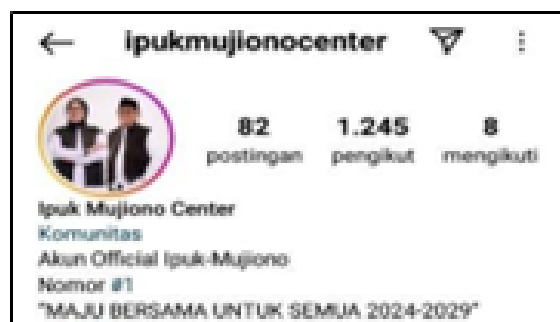 ipukmujionocenter
82 1.245 8
postingan pengikut mengikuti
Ipuk Mujiono Center
Komunitas
Akun Official Ipuk-Mujiono
Nomor #1
"MAJU BERSAMA UNTUK SEMUA 2024-2029"